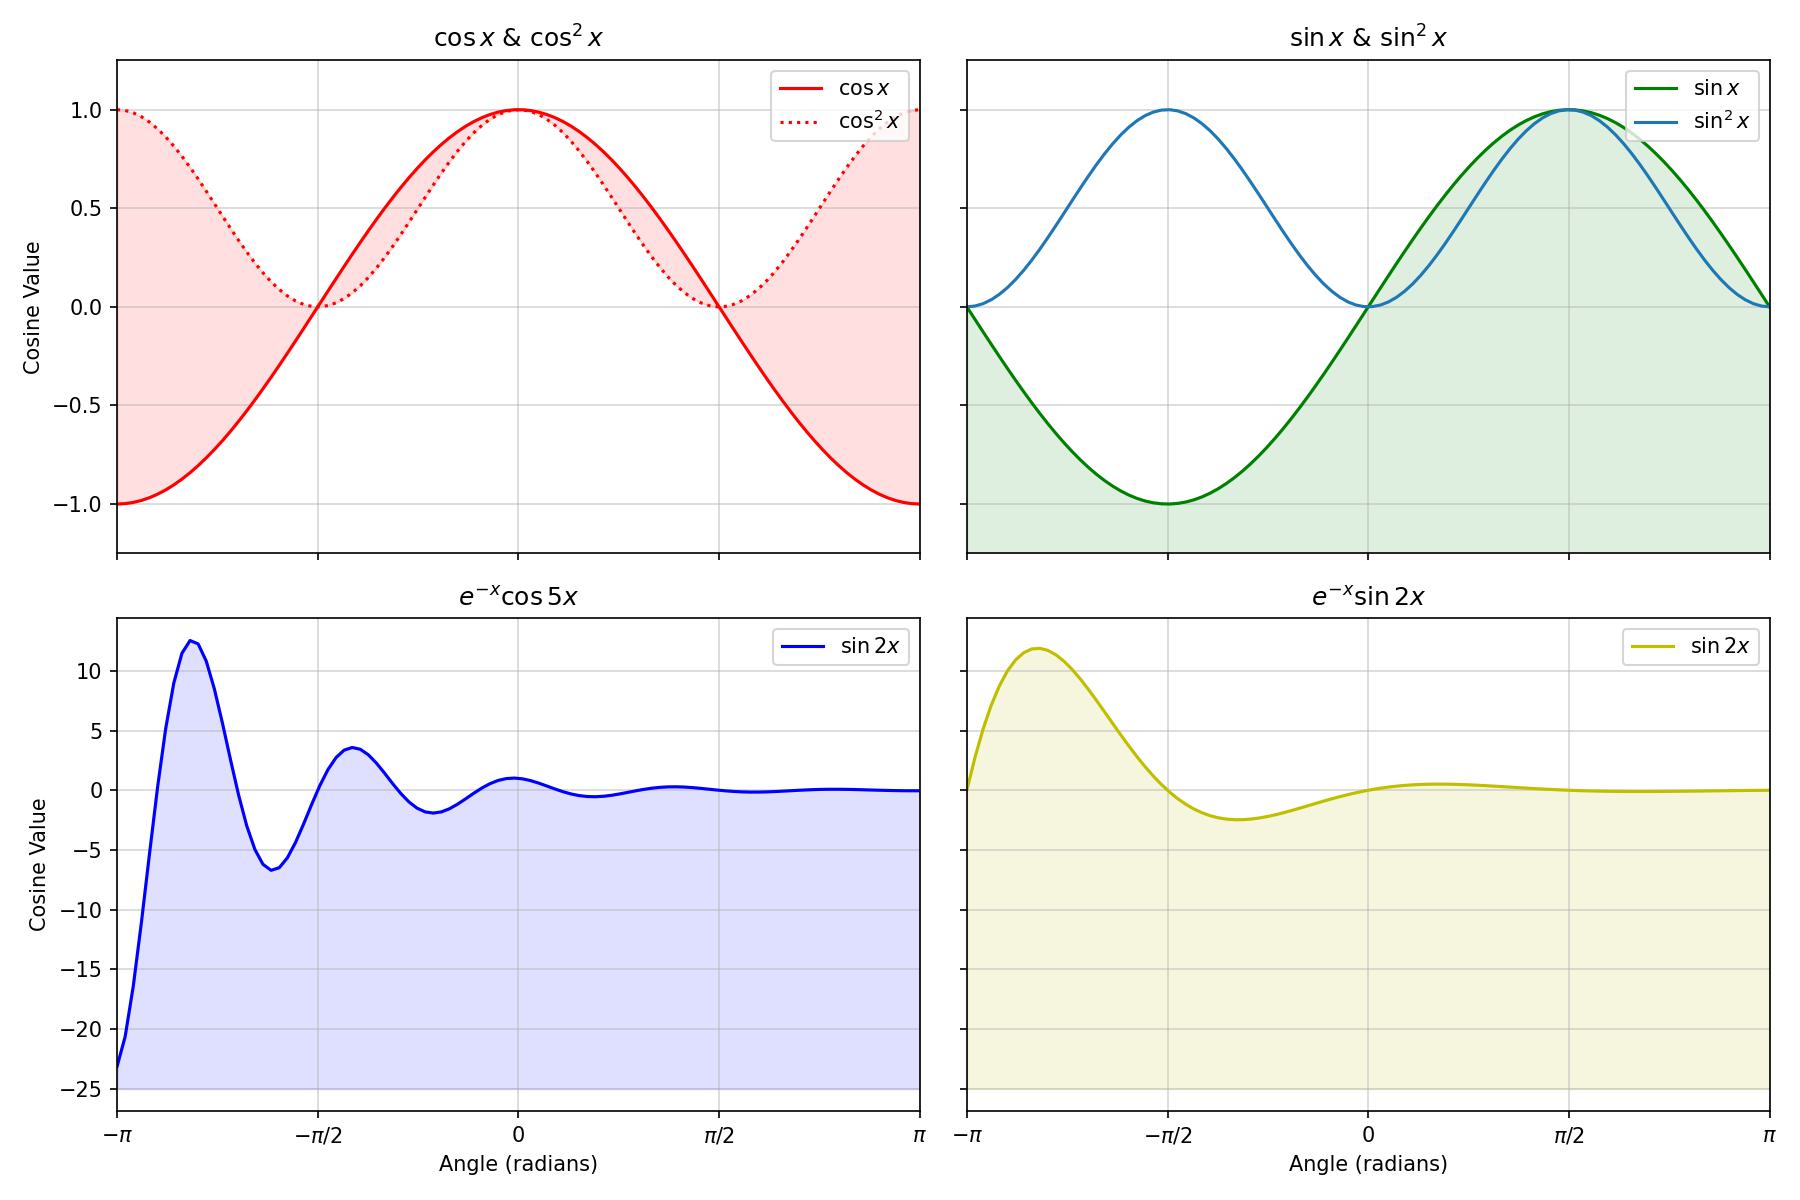 cos x & cos² x
cos x
cos² x
1.0
0.5
0.0
−0.5
−1.0
Cosine Value
sin x & sin² x
sin x
sin² x
e⁻ˣcos 5x
sin 2x
10
5
0
−5
−10
−15
−20
−25
Cosine Value
−π −π/2 0 π/2 π
Angle (radians)
e⁻ˣsin 2x
sin 2x
−π −π/2 0 π/2 π
Angle (radians)